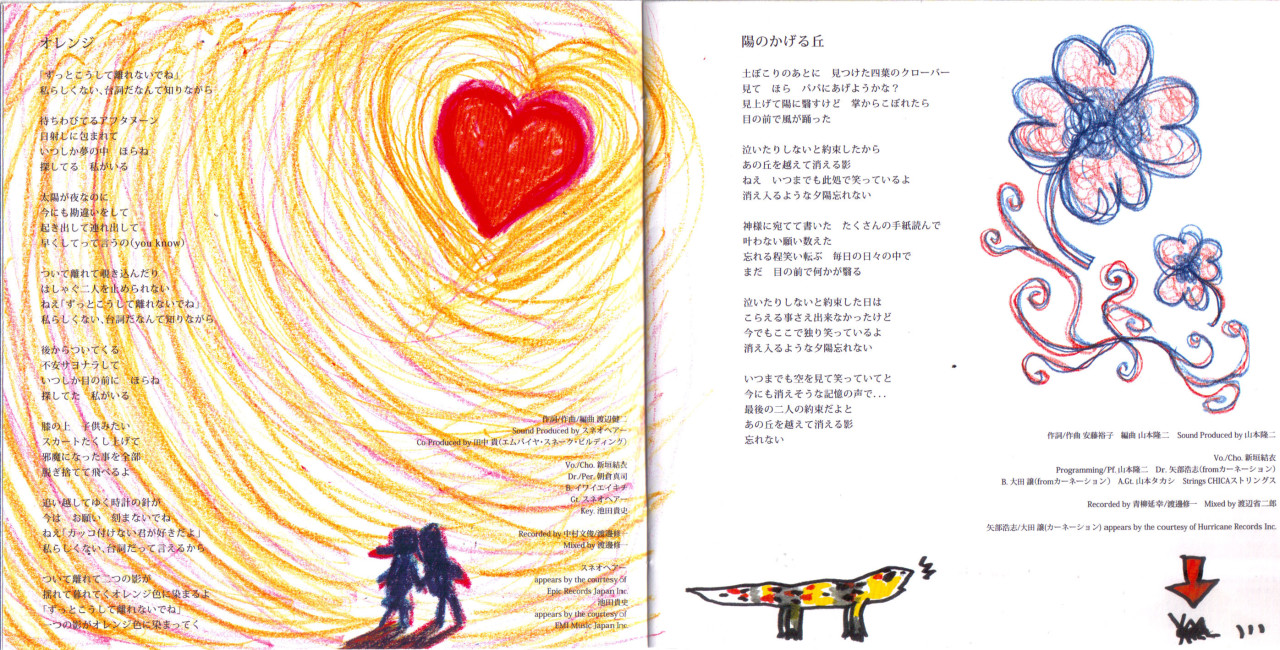 オレンジ
「ずっとこうして離れないでね」
私らしくない、台詞だなんて知りながら
待ちわびてるアフタヌーン
日射しに包まれて
いつしか夢の中　ほらね
探してる　私がいる
太陽が夜なのに
今にも勘違いをして
起き出して連れ出して
早くしてって言うの(you know)
ついて離れて覗き込んだり
はしゃぐ二人を止められない
ねえ「ずっとこうして離れないでね」
私らしくない、台詞だなんて知りながら
後からついてくる
不安サヨナラして
いつしか目の前に　ほらね
探してた　私がいる
膝の上　子供みたい
スカートたくし上げて
邪魔になった事を全部
脱ぎ捨てて飛べるよ
追い越してゆく時計の針が
今は　お願い　刻まないでね
ねえ「カッコ付けない君が好きだよ」
私らしくない、台詞だって言えるから
ついて離れて二つの影が
揺れて暮れてくオレンジ色に染まるよ
「ずっとこうして離れないでね」
一つの影がオレンジ色に染まってく
作詞/作曲/編曲 渡辺健二
Sound Produced by スネオヘアー
Co-Produced by 田中 貴(エムパイヤ・スネーク・ビルディング)
Vo./Cho. 新垣結衣
Dr./Per. 朝倉真司
B. イワイエイキチ
Gt. スネオヘアー
Key. 池田貴史
Recorded by 中村文俊/渡邊修一
Mixed by 渡邊修一
スネオヘアー
appears by the courtesy of
Epic Records Japan Inc.
池田貴史
appears by the courtesy of
EMI Music Japan Inc.
陽のかげる丘
土ぼこりのあとに　見つけた四葉のクローバー
見て　ほら　パパにあげようかな？
見上げて陽に翳すけど　掌からこぼれたら
目の前で風が踊った
泣いたりしないと約束したから
あの丘を越えて消える影
ねえ　いつまでも此処で笑っているよ
消え入るような夕陽忘れない
神様に宛てて書いた　たくさんの手紙読んで
叶わない願い数えた
忘れる程笑い転ぶ　毎日の日々の中で
まだ　目の前で何かが翳る
泣いたりしないと約束した日は
こらえる事さえ出来なかったけど
今でもここで独り笑っているよ
消え入るような夕陽忘れない
いつまでも空を見て笑っていてと
今にも消えそうな記憶の声で...
最後の二人の約束だよと
あの丘を越えて消える影
忘れない
作詞/作曲 安藤裕子　編曲 山本隆二　Sound Produced by 山本隆二
Vo./Cho. 新垣結衣
Programming/Pf. 山本隆二　Dr. 矢部浩志(fromカーネーション)
B. 大田 譲(fromカーネーション)　A.Gt. 山本タカシ　Strings CHICAストリングス
Recorded by 青柳延幸/渡邊修一　Mixed by 渡辺省二郎
矢部浩志/大田 譲(カーネーション) appears by the courtesy of Hurricane Records Inc.